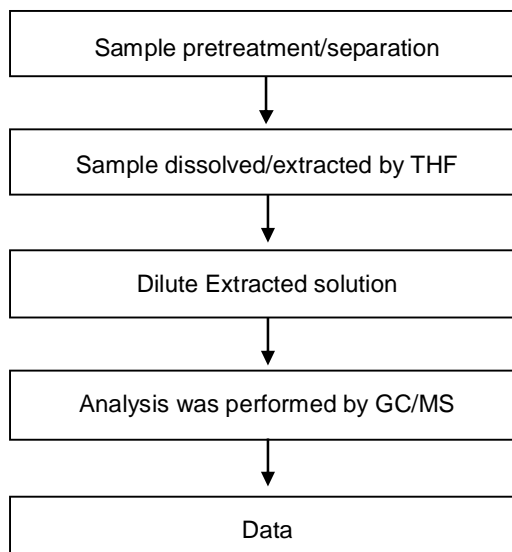 Sample pretreatment/separation
Sample dissolved/extracted by THF
Dilute Extracted solution
Analysis was performed by GC/MS
Data